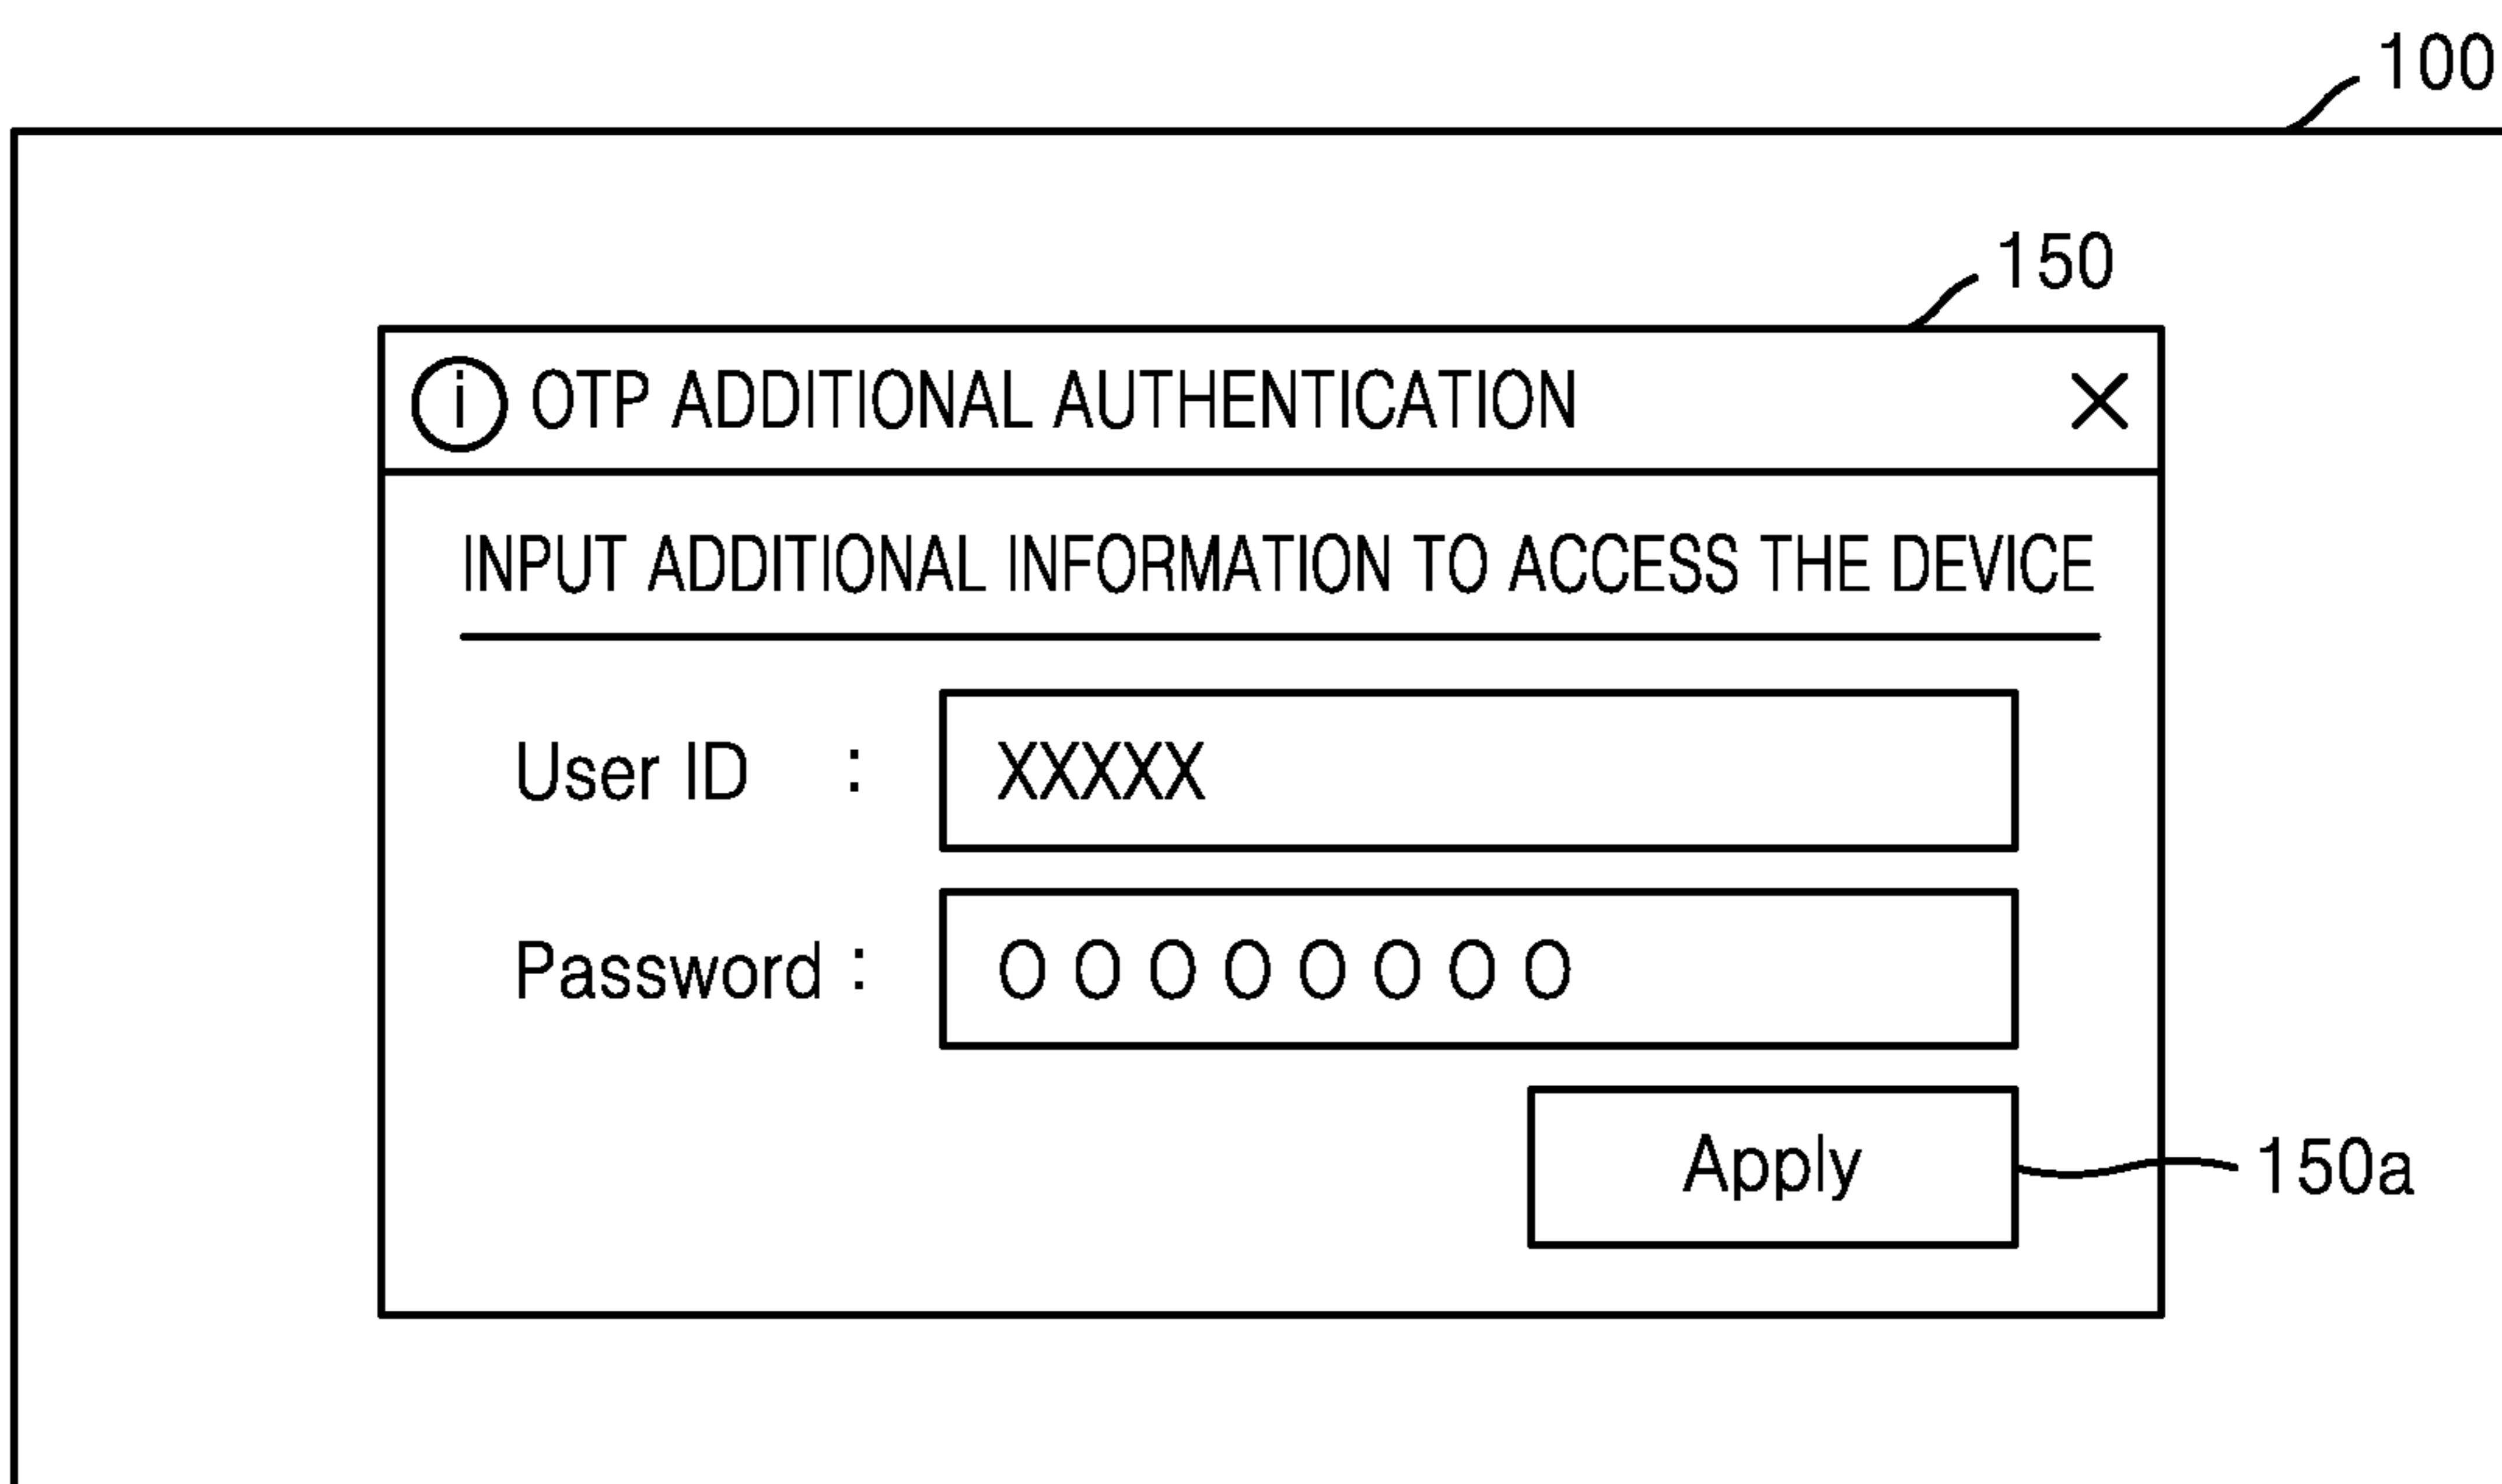 100
150
i OTP ADDITIONAL AUTHENTICATION X
INPUT ADDITIONAL INFORMATION TO ACCESS THE DEVICE
User ID : XXXXX
Password : O O O O O O O O
Apply
150a